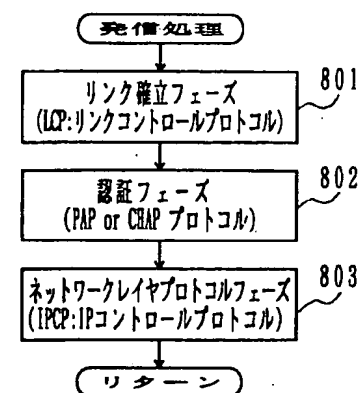 発信処理
801
リンク確立フェーズ
(LCP:リンクコントロールプロトコル)
802
認証フェーズ
(PAP or CHAP プロトコル)
803
ネットワークレイヤプロトコルフェーズ
(IPCP:IPコントロールプロトコル)
リターン